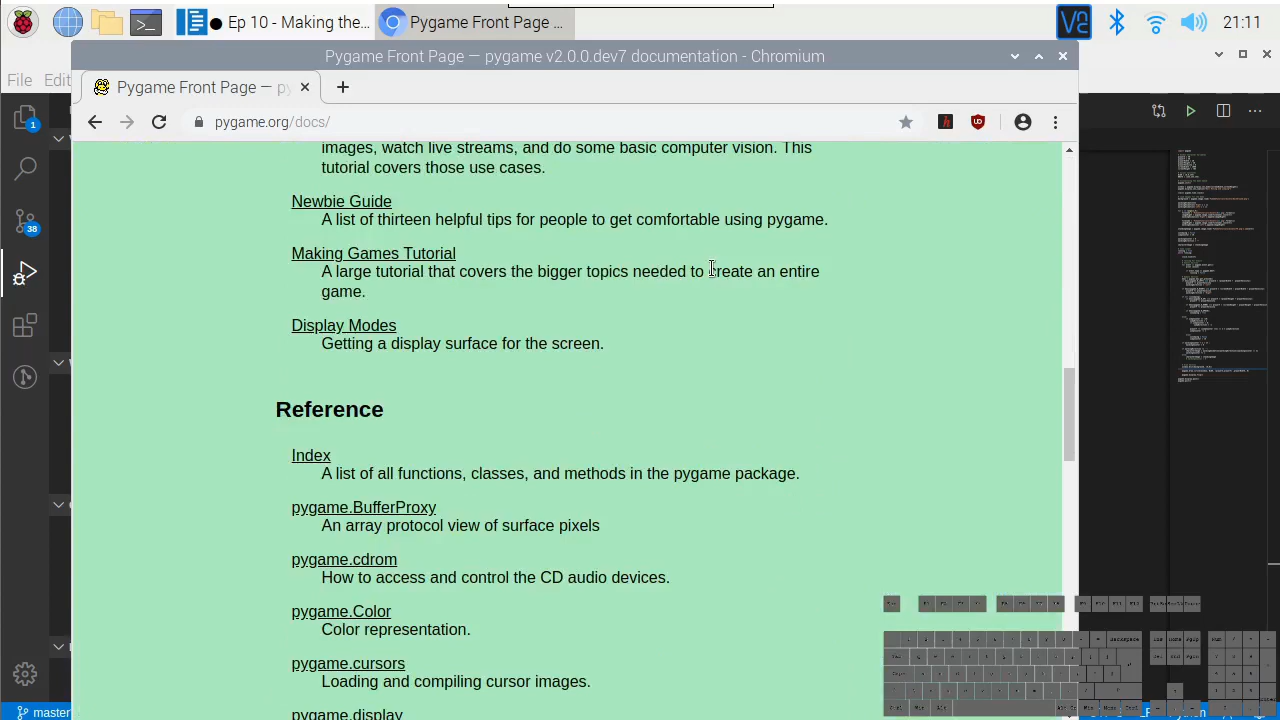 Ep 10 - Making the...
Pygame Front Page ...
21:11
Pygame Front Page — pygame v2.0.0.dev7 documentation - Chromium
File Edit
Pygame Front Page — py
pygame.org/docs/
1
38
images, watch live streams, and do some basic computer vision. This
tutorial covers those use cases.
Newbie Guide
A list of thirteen helpful tips for people to get comfortable using pygame.
Making Games Tutorial
A large tutorial that covers the bigger topics needed to create an entire
game.
Display Modes
Getting a display surface for the screen.
Reference
Index
A list of all functions, classes, and methods in the pygame package.
pygame.BufferProxy
An array protocol view of surface pixels
pygame.cdrom
How to access and control the CD audio devices.
pygame.Color
Color representation.
pygame.cursors
Loading and compiling cursor images.
pygame.display
master